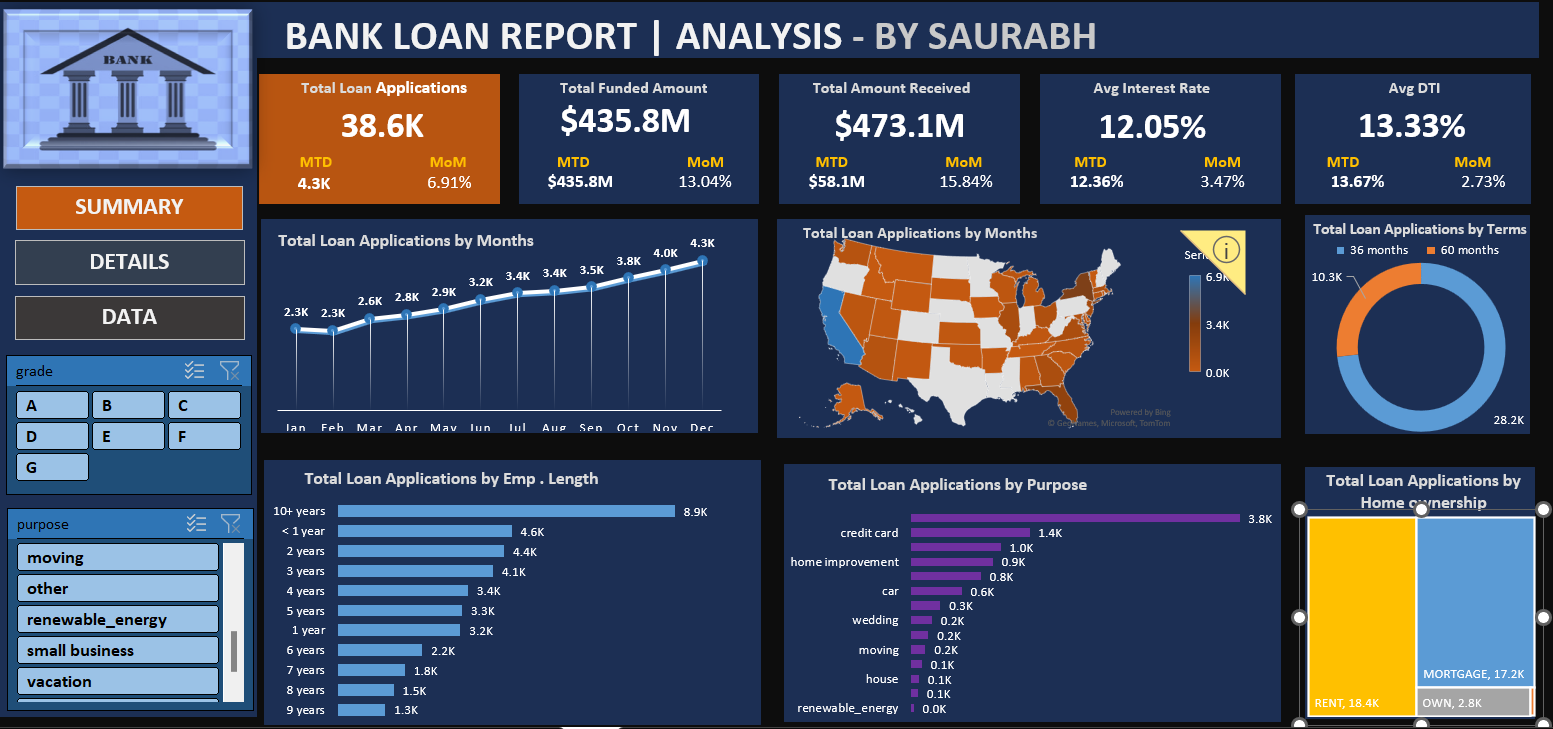 BANK
BANK LOAN REPORT | ANALYSIS - BY SAURABH
Total Loan Applications
38.6K
MTD MoM
4.3K 6.91%
Total Funded Amount
$435.8M
MTD MoM
$435.8M 13.04%
Total Amount Received
$473.1M
MTD MoM
$58.1M 15.84%
Avg Interest Rate
12.05%
MTD MoM
12.36% 3.47%
Avg DTI
13.33%
MTD MoM
13.67% 2.73%
SUMMARY
DETAILS
DATA
grade
A B C
D E F
G
purpose
moving
other
renewable_energy
small business
vacation
Total Loan Applications by Months
2.3K 2.3K 2.6K 2.8K 2.9K 3.2K 3.4K 3.4K 3.5K 3.8K 4.0K 4.3K
Jan Feb Mar Apr May Jun Jul Aug Sep Oct Nov Dec
Total Loan Applications by Months
i
6.9K
3.4K
0.0K
Powered by Bing
© GeoNames, Microsoft, TomTom
Total Loan Applications by Terms
36 months 60 months
10.3K
28.2K
Total Loan Applications by Emp . Length
10+ years 8.9K
< 1 year 4.6K
2 years 4.4K
3 years 4.1K
4 years 3.4K
5 years 3.3K
1 year 3.2K
6 years 2.2K
7 years 1.8K
8 years 1.5K
9 years 1.3K
Total Loan Applications by Purpose
3.8K
credit card 1.4K
1.0K
home improvement 0.9K
0.8K
car 0.6K
0.3K
wedding 0.2K
0.2K
moving 0.2K
0.1K
house 0.1K
0.1K
renewable_energy 0.0K
Total Loan Applications by
Home ownership
MORTGAGE, 17.2K
RENT, 18.4K
OWN, 2.8K